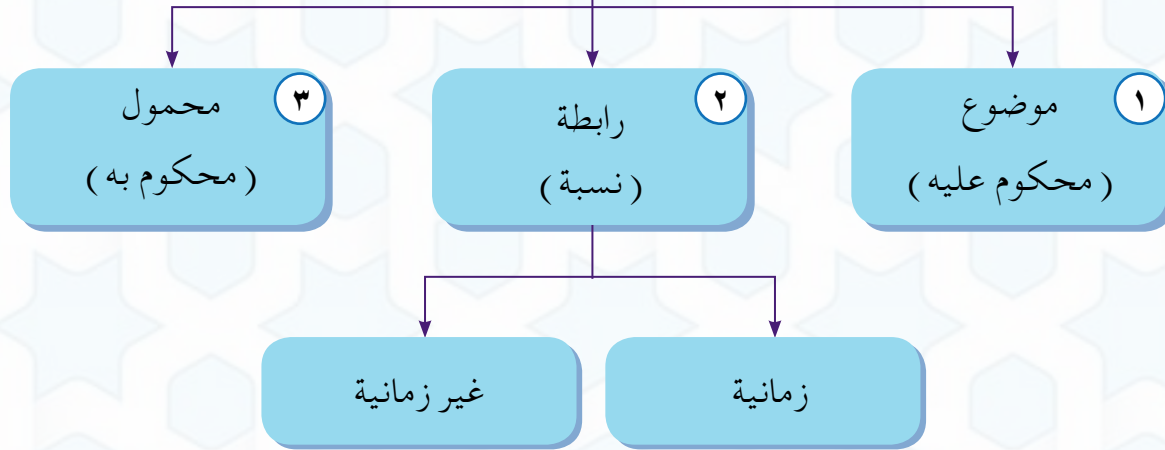 ١
موضوع
( محكوم عليه )
٢
رابطة
( نسبة )
٣
محمول
( محكوم به )
زمانية
غير زمانية